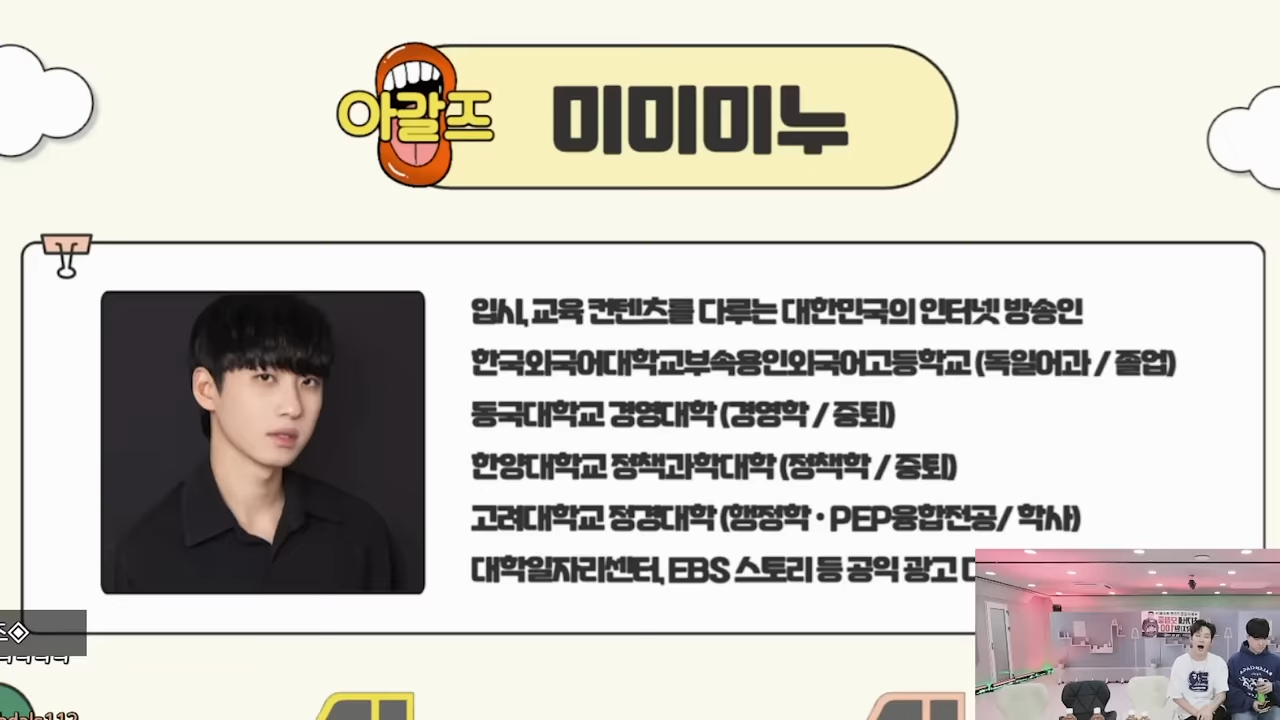 아갈즈
미미미누
입시, 교육 컨텐츠를 다루는 대한민국의 인터넷 방송인
한국외국어대학교부속용인외국어고등학교 (독일어과 / 졸업)
동국대학교 경영대학 (경영학 / 중퇴)
한양대학교 정책과학대학 (정책학 / 중퇴)
고려대학교 정경대학 (행정학·PEP융합전공/ 학사)
대학일자리센터, EBS 스토리 등 공익 광고